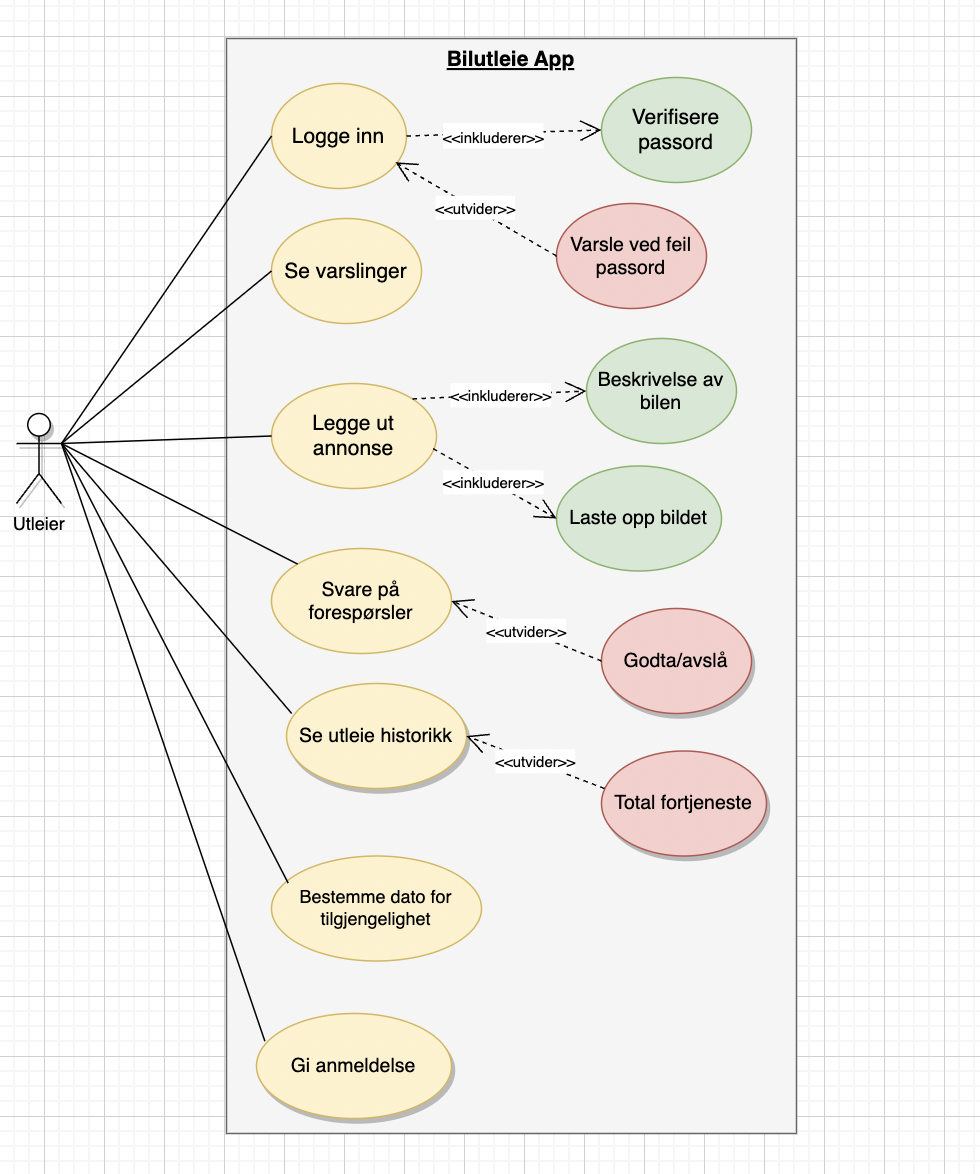 Bilutleie App
Logge inn
<<inkluderer>>
Verifisere
passord
<<utvider>>
Varsle ved feil
passord
Se varslinger
Legge ut
annonse
<<inkluderer>>
Beskrivelse av
bilen
<<inkluderer>>
Laste opp bildet
Utleier
Svare på
forespørsler
<<utvider>>
Godta/avslå
Se utleie historikk
<<utvider>>
Total fortjeneste
Bestemme dato for
tilgjengelighet
Gi anmeldelse